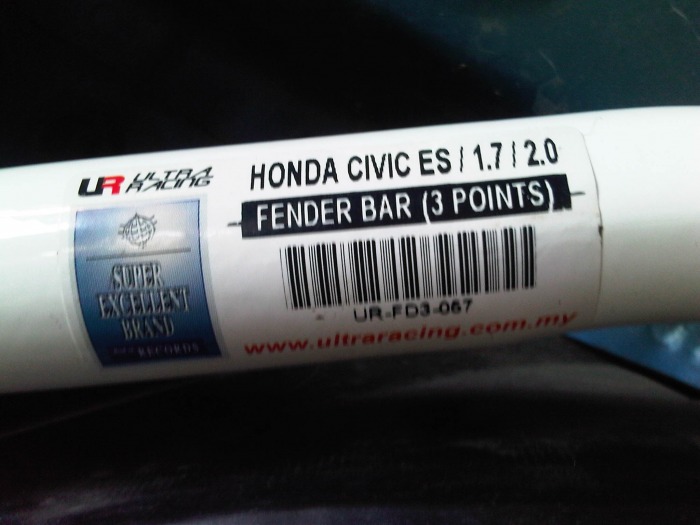 UR ULTRA RACING
HONDA CIVIC ES / 1.7 / 2.0
FENDER BAR (3 POINTS)
SUPER
EXCELLENT
BRAND
RECORDS
UR-FD3-067
www.ultraracing.com.my